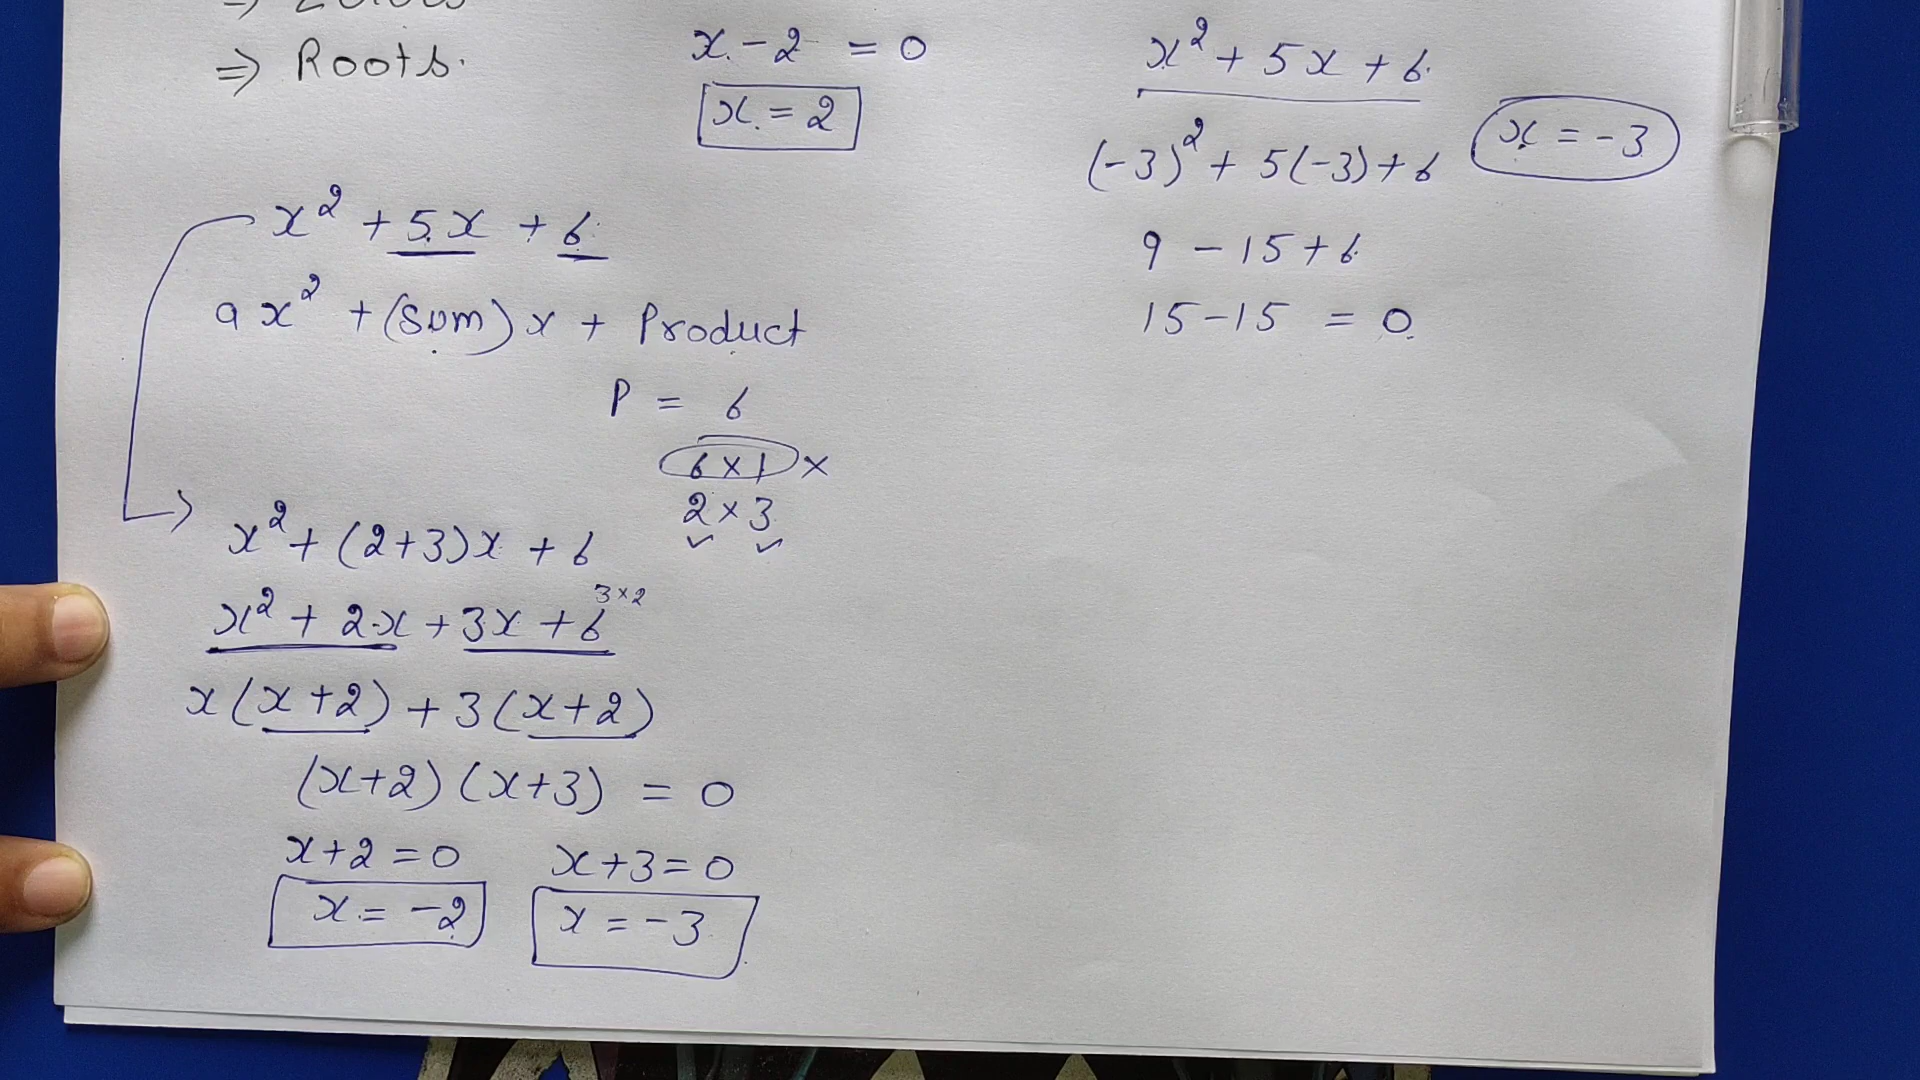 ⇒ Roots.
x - 2 = 0
x = 2
x² + 5x + 6
ax² + (Sum)x + Product
P = 6
6 × 1 ×
2 × 3
✓ ✓
x² + (2+3)x + 6
x² + 2x + 3x + 6 3×2
x(x+2) + 3(x+2)
(x+2) (x+3) = 0
x+2 = 0 x+3 = 0
x = -2 x = -3
x² + 5x + 6
x = -3
(-3)² + 5(-3) + 6
9 - 15 + 6
15 - 15 = 0